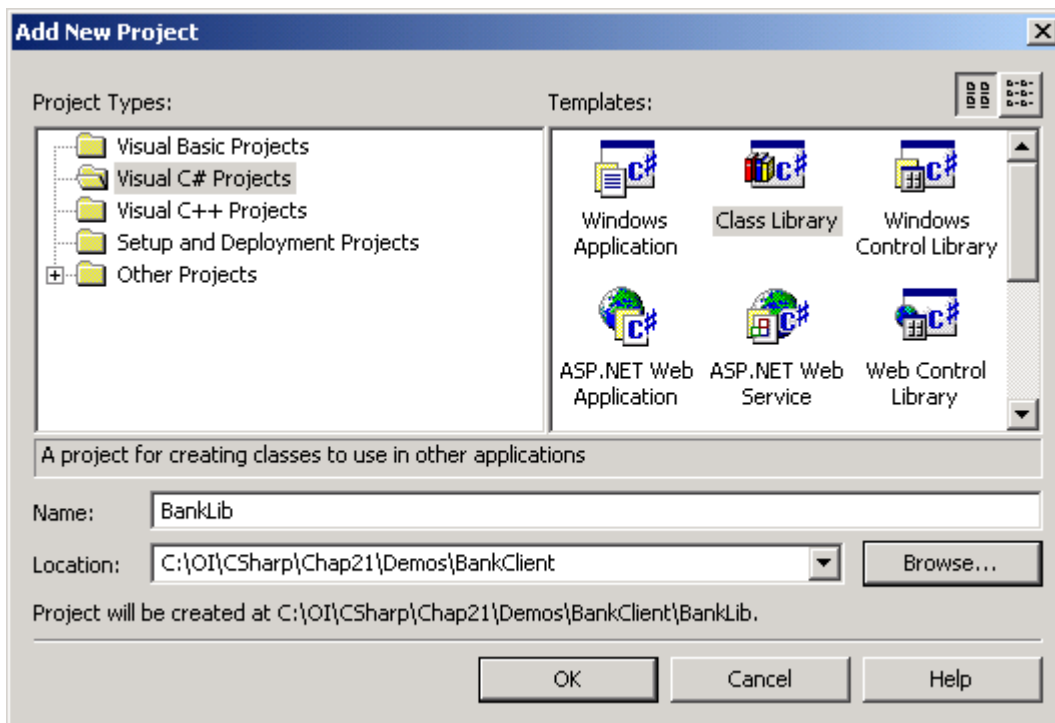 Add New Project
Project Types:
Templates:
Visual Basic Projects
Visual C# Projects
Visual C++ Projects
Setup and Deployment Projects
Other Projects
Windows
Application
Class Library
Windows
Control Library
ASP.NET Web
Application
ASP.NET Web
Service
Web Control
Library
A project for creating classes to use in other applications
Name:
BankLib
Location:
C:\OI\CSharp\Chap21\Demos\BankClient
Browse...
Project will be created at C:\OI\CSharp\Chap21\Demos\BankClient\BankLib.
OK
Cancel
Help